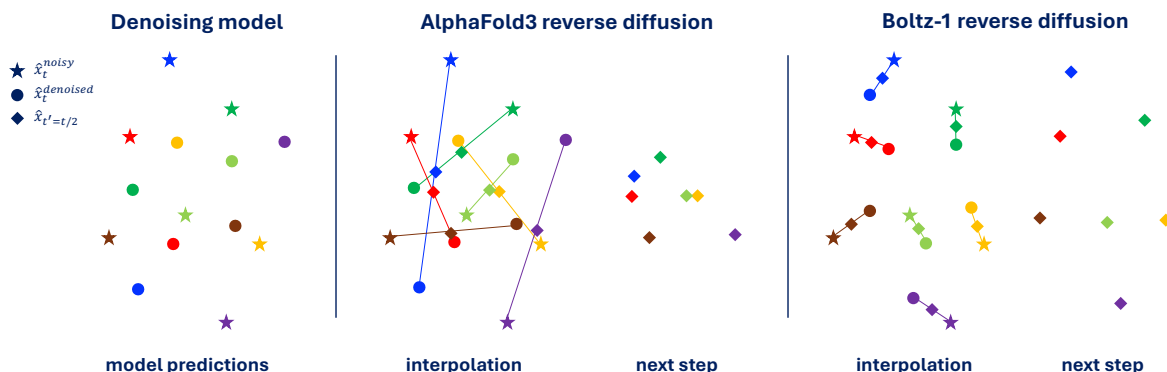 Denoising model
AlphaFold3 reverse diffusion
Boltz-1 reverse diffusion
x̂_t^{noisy}
x̂_t^{denoised}
x̂_{t'=t/2}
model predictions
interpolation
next step
interpolation
next step